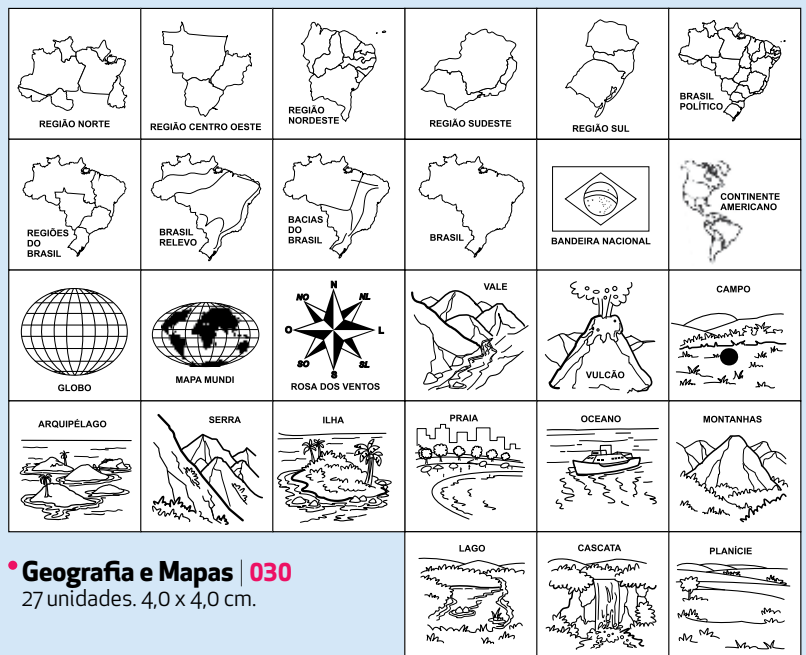 REGIÃO NORTE
REGIÃO CENTRO OESTE
REGIÃO
NORDESTE
REGIÃO SUDESTE
REGIÃO SUL
BRASIL
POLÍTICO
REGIÕES
DO
BRASIL
BRASIL
RELEVO
BACIAS
DO
BRASIL
BRASIL
BANDEIRA NACIONAL
CONTINENTE
AMERICANO
GLOBO
MAPA MUNDI
N
NO NL
O L
SO SL
S
ROSA DOS VENTOS
VALE
VULCÃO
CAMPO
ARQUIPÉLAGO
SERRA
ILHA
PRAIA
OCEANO
MONTANHAS
LAGO
CASCATA
PLANÍCIE
Geografia e Mapas | 030
27 unidades. 4,0 x 4,0 cm.